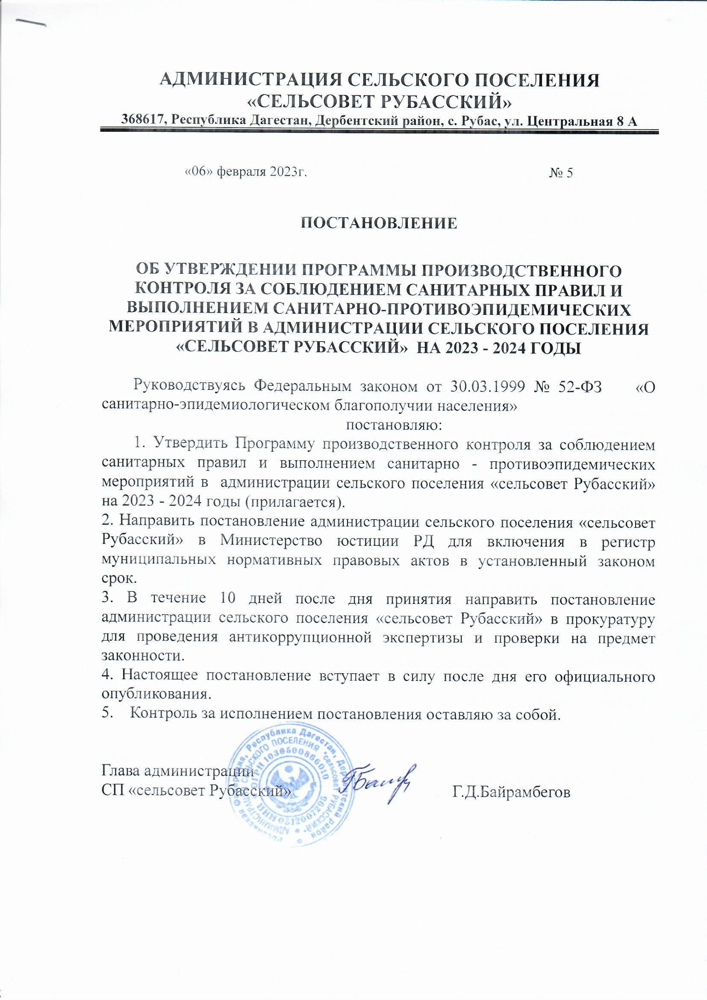 АДМИНИСТРАЦИЯ СЕЛЬСКОГО ПОСЕЛЕНИЯ
«СЕЛЬСОВЕТ РУБАССКИЙ»
368617, Республика Дагестан, Дербентский район, с. Рубас, ул. Центральная 8 А
«06» февраля 2023г. № 5
ПОСТАНОВЛЕНИЕ
ОБ УТВЕРЖДЕНИИ ПРОГРАММЫ ПРОИЗВОДСТВЕННОГО
КОНТРОЛЯ ЗА СОБЛЮДЕНИЕМ САНИТАРНЫХ ПРАВИЛ И
ВЫПОЛНЕНИЕМ САНИТАРНО-ПРОТИВОЭПИДЕМИЧЕСКИХ
МЕРОПРИЯТИЙ В АДМИНИСТРАЦИИ СЕЛЬСКОГО ПОСЕЛЕНИЯ
«СЕЛЬСОВЕТ РУБАССКИЙ» НА 2023 - 2024 ГОДЫ
Руководствуясь Федеральным законом от 30.03.1999 № 52-ФЗ «О
санитарно-эпидемиологическом благополучии населения»
постановляю:
1. Утвердить Программу производственного контроля за соблюдением
санитарных правил и выполнением санитарно - противоэпидемических
мероприятий в администрации сельского поселения «сельсовет Рубасский»
на 2023 - 2024 годы (прилагается).
2. Направить постановление администрации сельского поселения «сельсовет
Рубасский» в Министерство юстиции РД для включения в регистр
муниципальных нормативных правовых актов в установленный законом
срок.
3. В течение 10 дней после дня принятия направить постановление
администрации сельского поселения «сельсовет Рубасский» в прокуратуру
для проведения антикоррупционной экспертизы и проверки на предмет
законности.
4. Настоящее постановление вступает в силу после дня его официального
опубликования.
5. Контроль за исполнением постановления оставляю за собой.
Глава администрации
СП «сельсовет Рубасский» Г.Д.Байрамбегов
Российская Федерация, Республика Дагестан, Дербентский район *
АДМИНИСТРАЦИЯ СЕЛЬСКОГО ПОСЕЛЕНИЯ "сельсовет РУБАССКИЙ" *
ИНН 0512007295